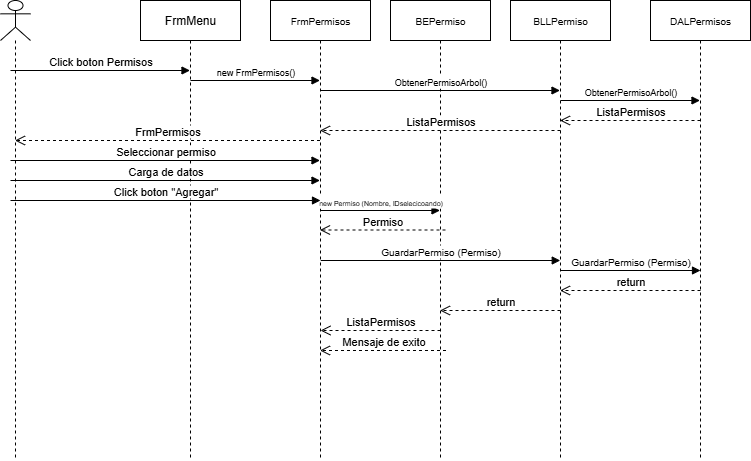 FrmMenu
FrmPermisos
BEPermiso
BLLPermiso
DALPermisos
Click boton Permisos
new FrmPermisos()
ObtenerPermisoArbol()
ObtenerPermisoArbol()
ListaPermisos
ListaPermisos
FrmPermisos
Seleccionar permiso
Carga de datos
Click boton "Agregar"
new Permiso (Nombre, IDselecicoando)
Permiso
GuardarPermiso (Permiso)
GuardarPermiso (Permiso)
return
return
ListaPermisos
Mensaje de exito